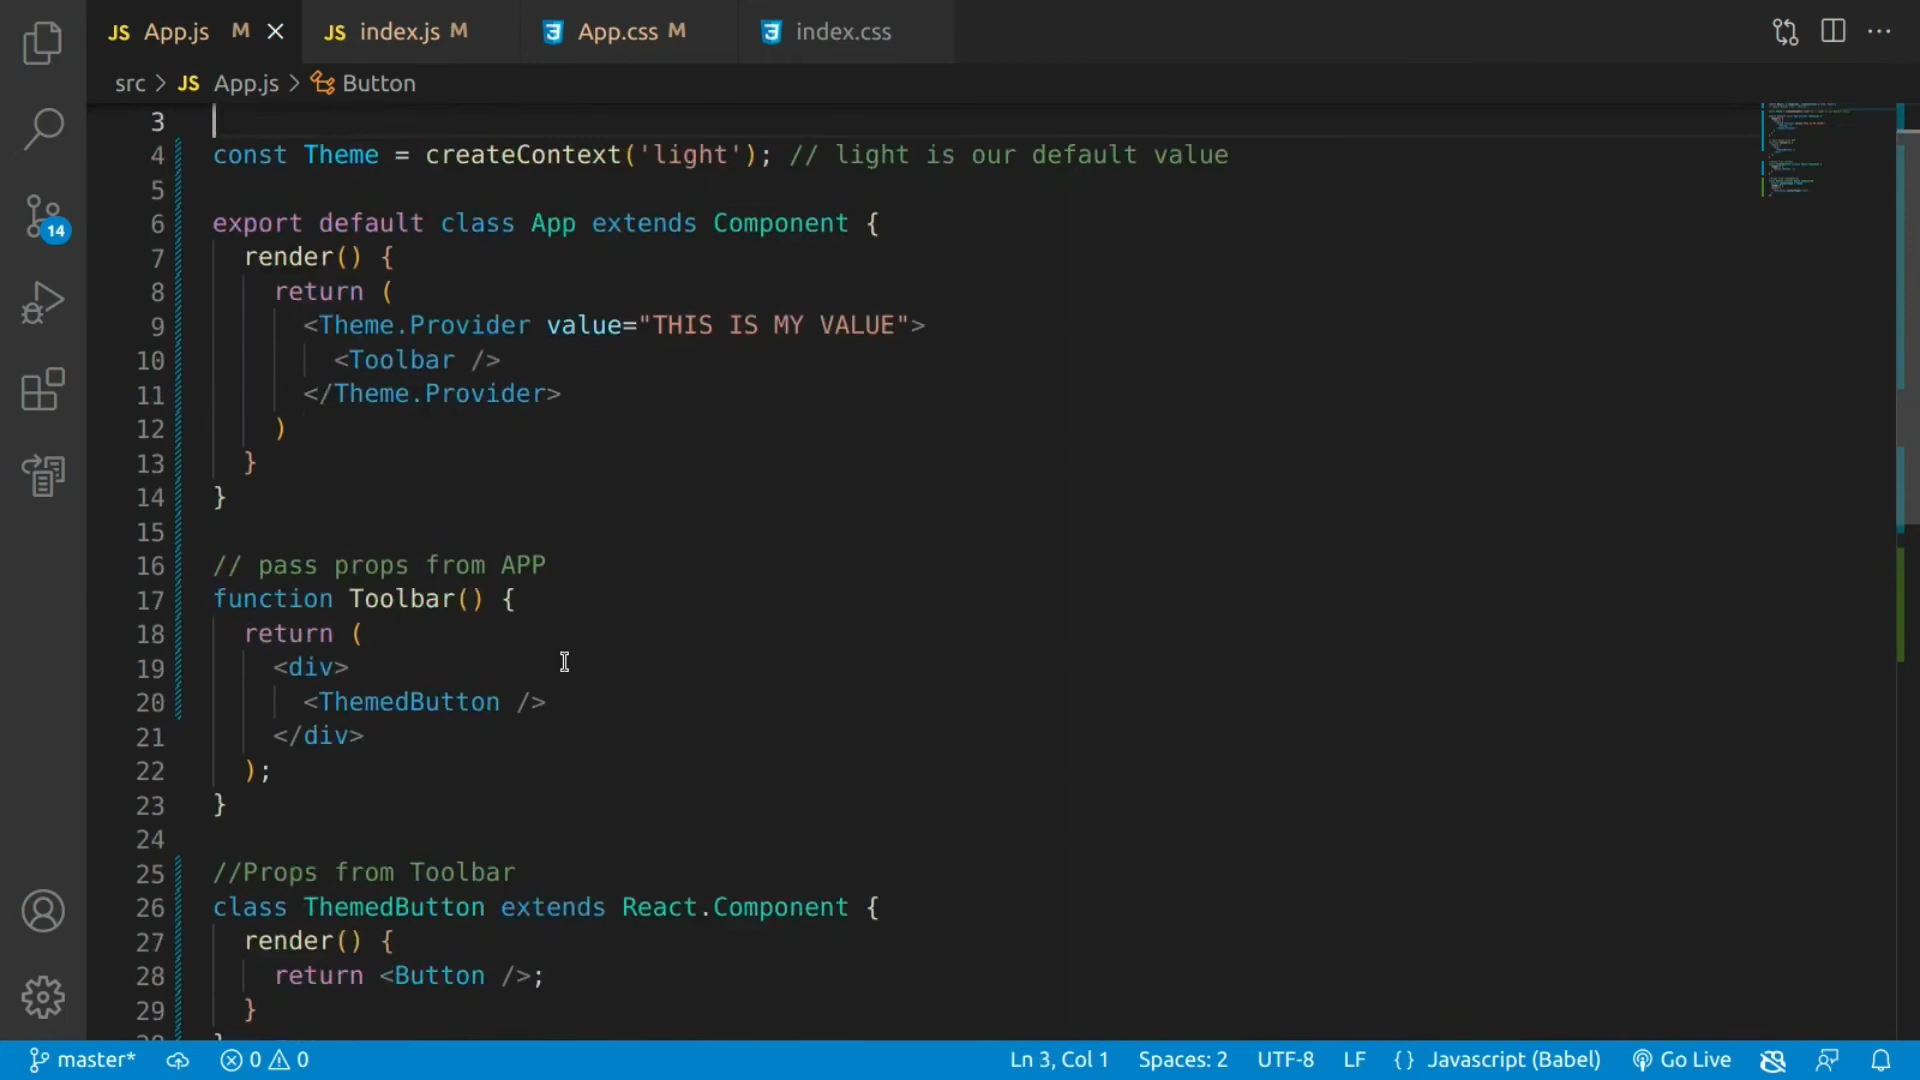 JS App.js M
JS index.js M
App.css M
index.css
src > JS App.js > Button
3
4 const Theme = createContext('light'); // light is our default value
5
6 export default class App extends Component {
7 render() {
8 return (
9 <Theme.Provider value="THIS IS MY VALUE">
10 <Toolbar />
11 </Theme.Provider>
12 )
13 }
14 }
15
16 // pass props from APP
17 function Toolbar() {
18 return (
19 <div>
20 <ThemedButton />
21 </div>
22 );
23 }
24
25 //Props from Toolbar
26 class ThemedButton extends React.Component {
27 render() {
28 return <Button />;
29 }
14
master* 0 0 Ln 3, Col 1 Spaces: 2 UTF-8 LF {} Javascript (Babel) Go Live